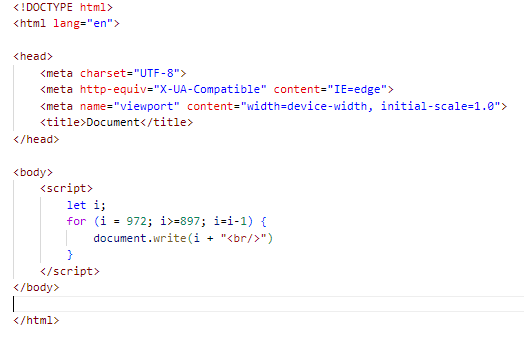 <!DOCTYPE html>
<html lang="en">
<head>
<meta charset="UTF-8">
<meta http-equiv="X-UA-Compatible" content="IE=edge">
<meta name="viewport" content="width=device-width, initial-scale=1.0">
<title>Document</title>
</head>
<body>
<script>
let i;
for (i = 972; i>=897; i=i-1) {
document.write(i + "<br/>")
}
</script>
</body>
</html>